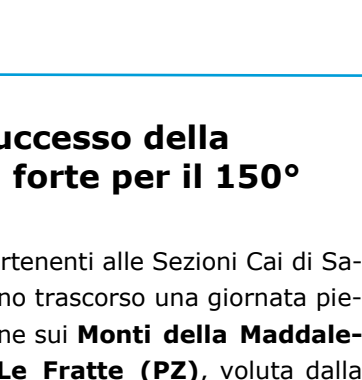 uccesso della
forte per il 150°
rtenenti alle Sezioni Cai di Sa-
no trascorso una giornata pie-
ne sui Monti della Maddale-
Le Fratte (PZ), voluta dalla